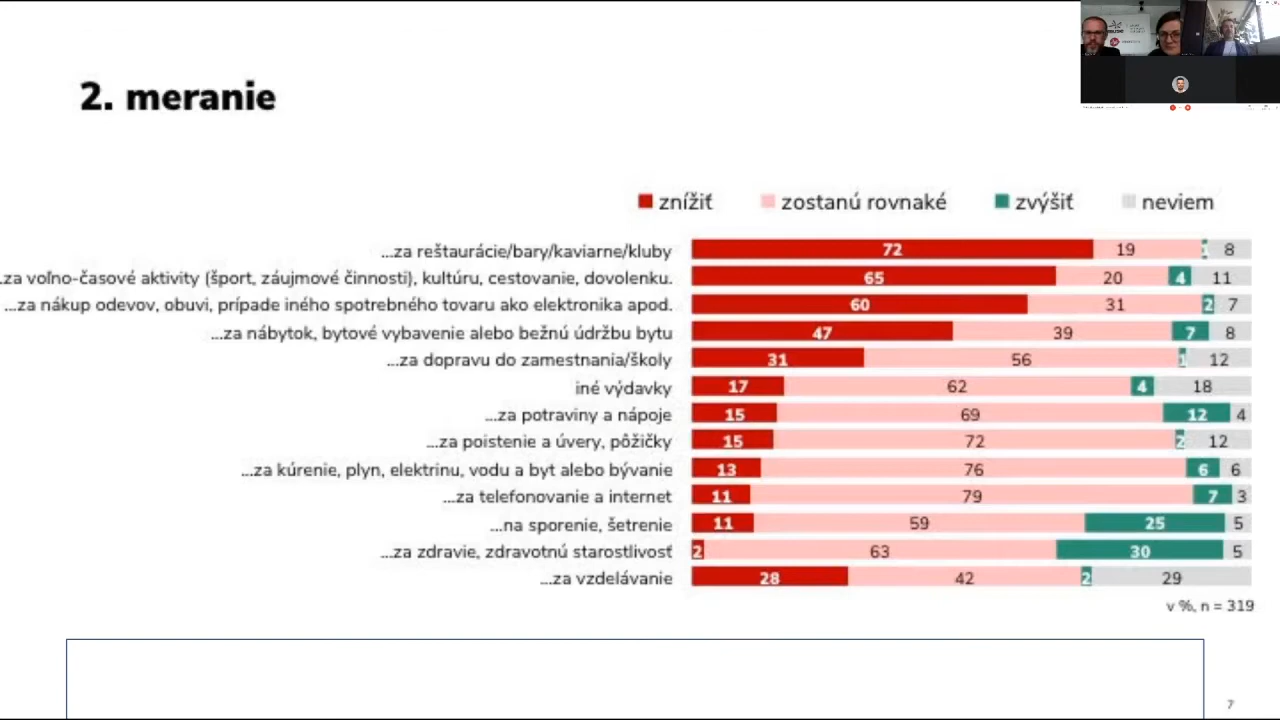 2. meranie
znížiť zostanú rovnaké zvýšiť neviem
...za reštaurácie/bary/kaviarne/kluby 72 19 1 8
.za voľno-časové aktivity (šport, záujmové činnosti), kultúru, cestovanie, dovolenku. 65 20 4 11
...za nákup odevov, obuvi, prípade iného spotrebného tovaru ako elektronika apod. 60 31 2 7
...za nábytok, bytové vybavenie alebo bežnú údržbu bytu 47 39 7 8
...za dopravu do zamestnania/školy 31 56 1 12
iné výdavky 17 62 4 18
...za potraviny a nápoje 15 69 12 4
...za poistenie a úvery, pôžičky 15 72 2 12
...za kúrenie, plyn, elektrinu, vodu a byt alebo bývanie 13 76 6 6
...za telefonovanie a internet 11 79 7 3
...na sporenie, šetrenie 11 59 25 5
...za zdravie, zdravotnú starostlivosť 2 63 30 5
...za vzdelávanie 28 42 2 29
v %, n = 319
7